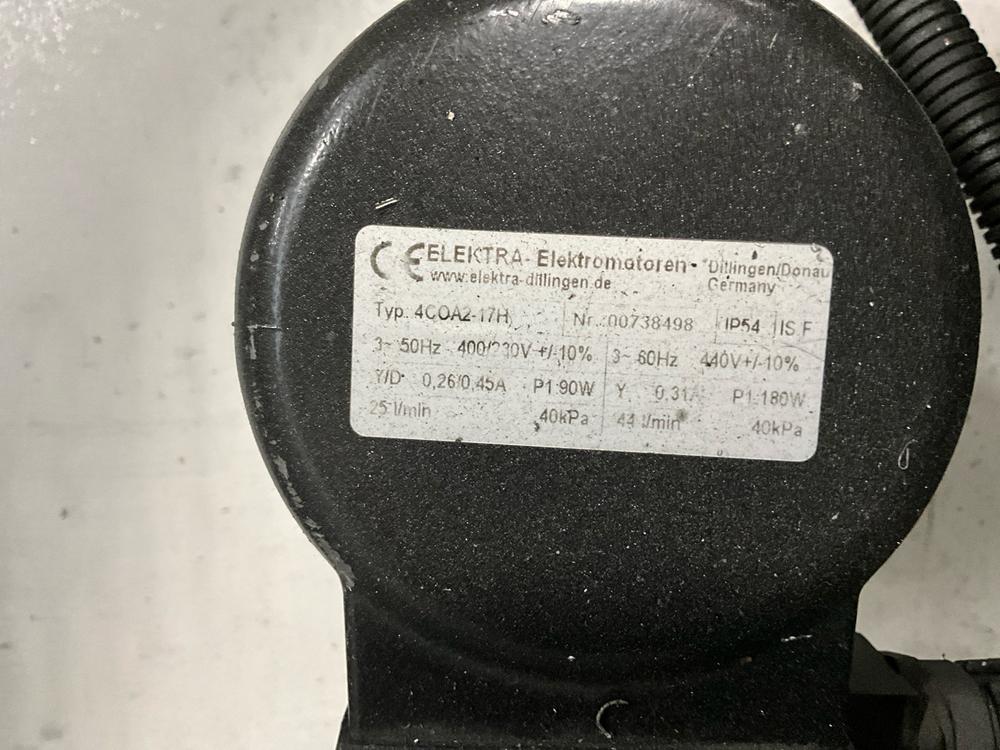 CE ELEKTRA - Elektromotoren - Dillingen/Donau
www.elektra-dillingen.de Germany
Typ. 4COA2-17H Nr.:00738498 IP54 IS F
3~ 50Hz 400/230V +/-10% 3~ 60Hz 440V+/-10%
Y/D 0,26/0,45A P1 90W Y 0.31A P1 180W
25 l/min 40kPa 44 l/min 40kPa